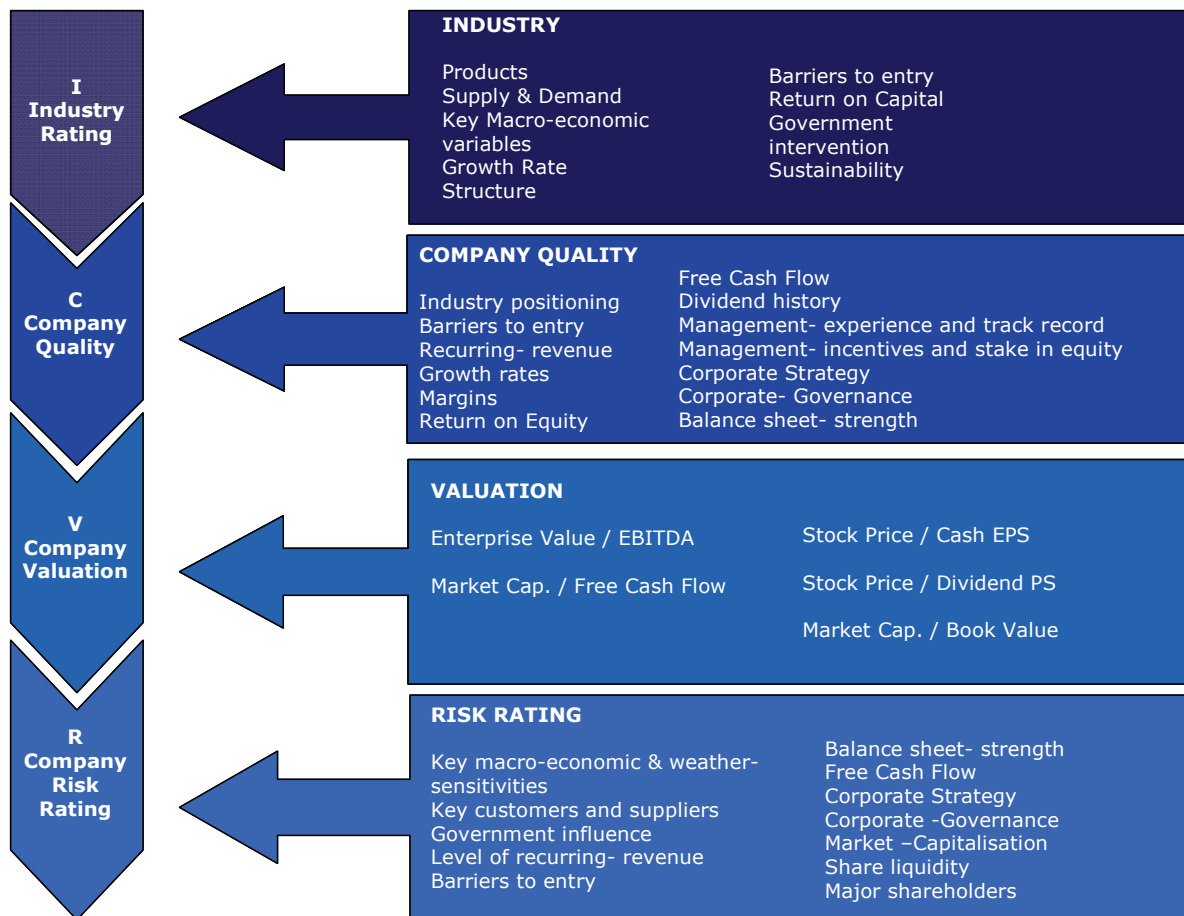 I
Industry
Rating
INDUSTRY
Products
Supply & Demand
Key Macro-economic
variables
Growth Rate
Structure
Barriers to entry
Return on Capital
Government
intervention
Sustainability
C
Company
Quality
COMPANY QUALITY
Industry positioning
Barriers to entry
Recurring- revenue
Growth rates
Margins
Return on Equity
Free Cash Flow
Dividend history
Management- experience and track record
Management- incentives and stake in equity
Corporate Strategy
Corporate- Governance
Balance sheet- strength
V
Company
Valuation
VALUATION
Enterprise Value / EBITDA
Market Cap. / Free Cash Flow
Stock Price / Cash EPS
Stock Price / Dividend PS
Market Cap. / Book Value
R
Company
Risk
Rating
RISK RATING
Key macro-economic & weather-
sensitivities
Key customers and suppliers
Government influence
Level of recurring- revenue
Barriers to entry
Balance sheet- strength
Free Cash Flow
Corporate Strategy
Corporate -Governance
Market –Capitalisation
Share liquidity
Major shareholders